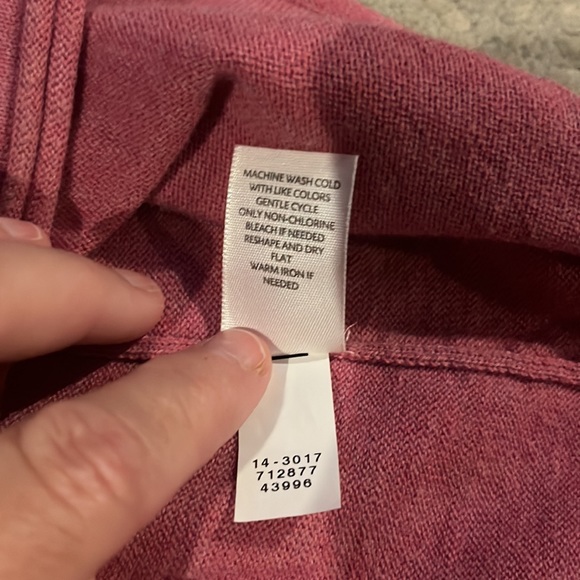 MACHINE WASH COLD
WITH LIKE COLORS
GENTLE CYCLE
ONLY NON-CHLORINE
BLEACH IF NEEDED
RESHAPE AND DRY
FLAT
WARM IRON IF
NEEDED
14-3017
712877
43996